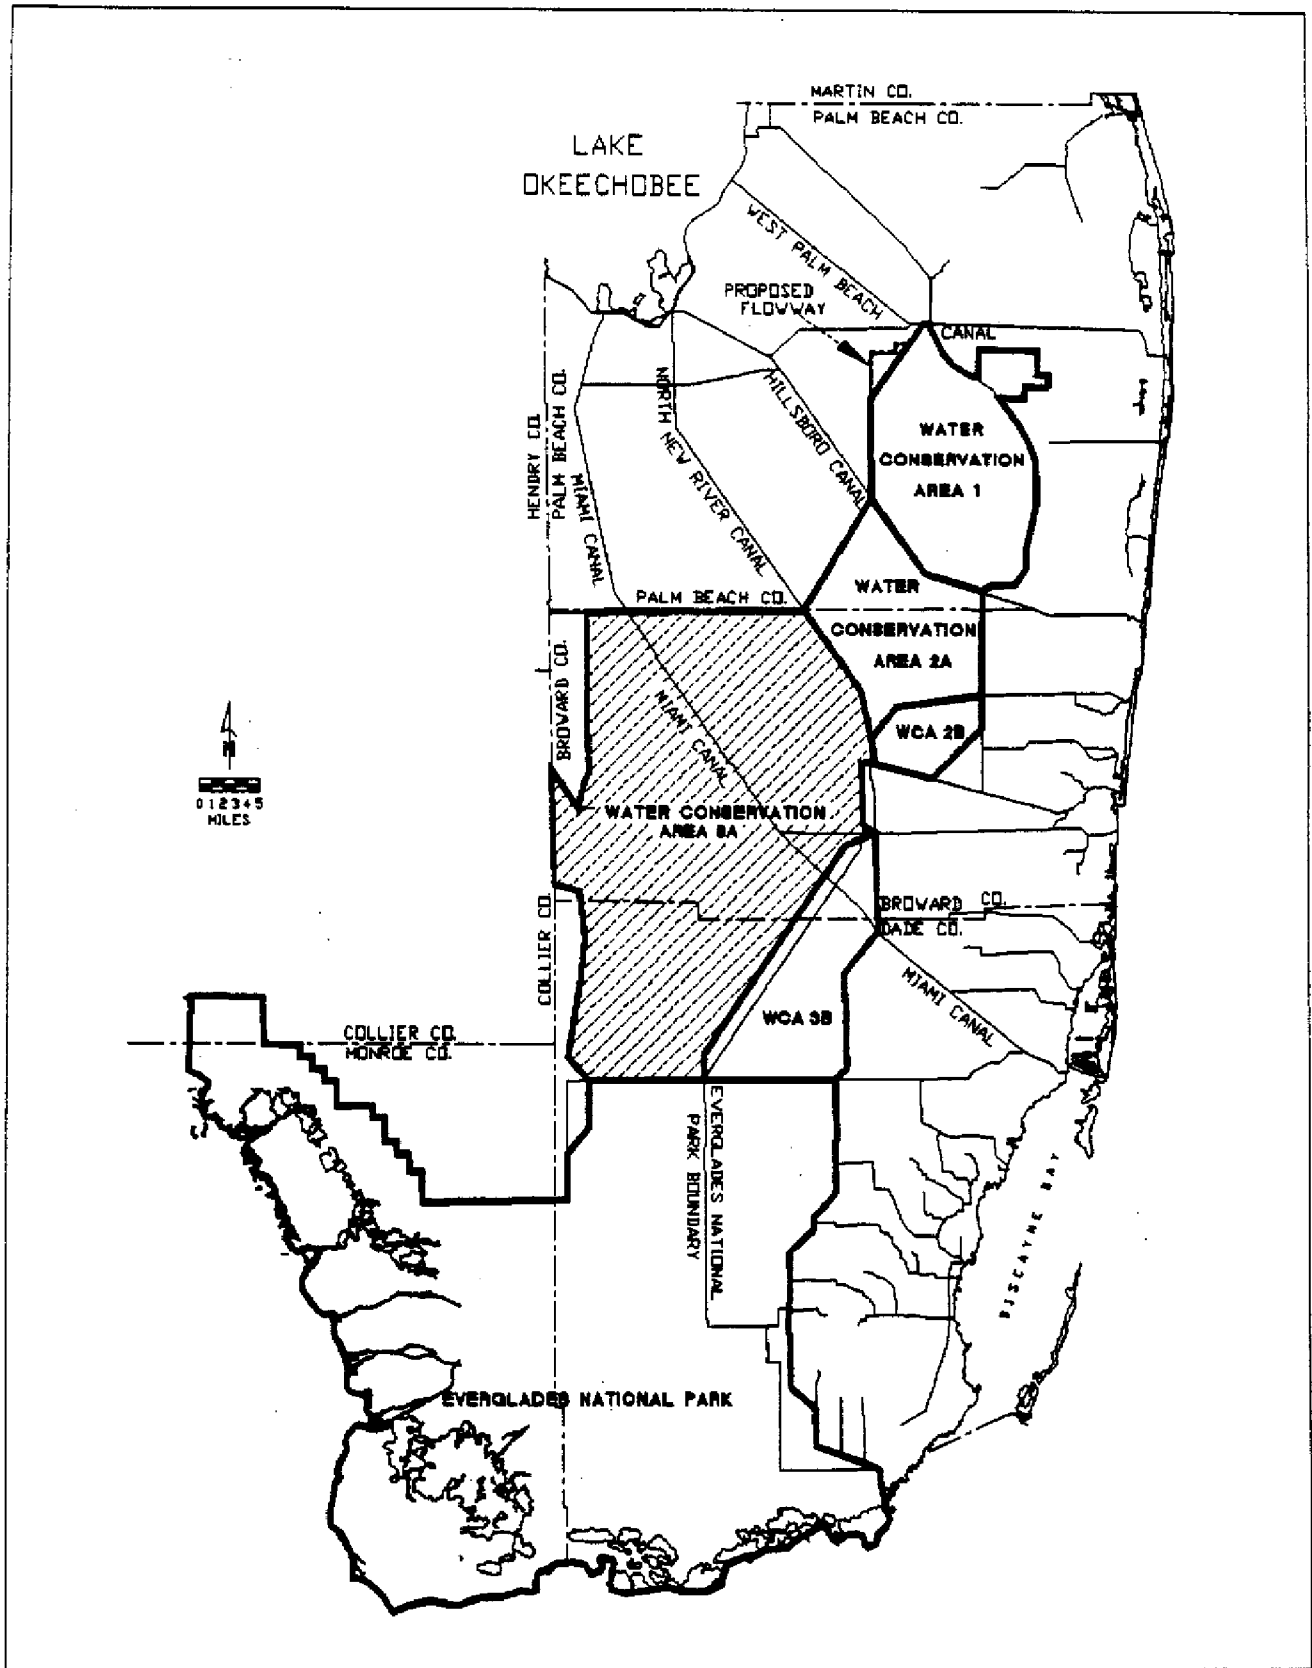 MARTIN CO.
PALM BEACH CO.
LAKE
OKEECHOBEE
WEST PALM BEACH
CANAL
PROPOSED
FLOWWAY
HENDRY CO.
PALM BEACH CO.
MIAMI CANAL
NORTH NEW RIVER CANAL
HILLSBORO CANAL
WATER
CONSERVATION
AREA 1
PALM BEACH CO.
BROWARD CO.
WATER
CONSERVATION
AREA 2A
WCA 2B
MIAMI CANAL
N
0 1 2 3 4 5
MILES
WATER CONSERVATION
AREA 3A
BROWARD CO.
DADE CO.
COLLIER CO.
MIAMI CANAL
WCA 3B
COLLIER CO.
MONROE CO.
EVERGLADES NATIONAL
PARK BOUNDARY
BISCAYNE BAY
EVERGLADES NATIONAL PARK